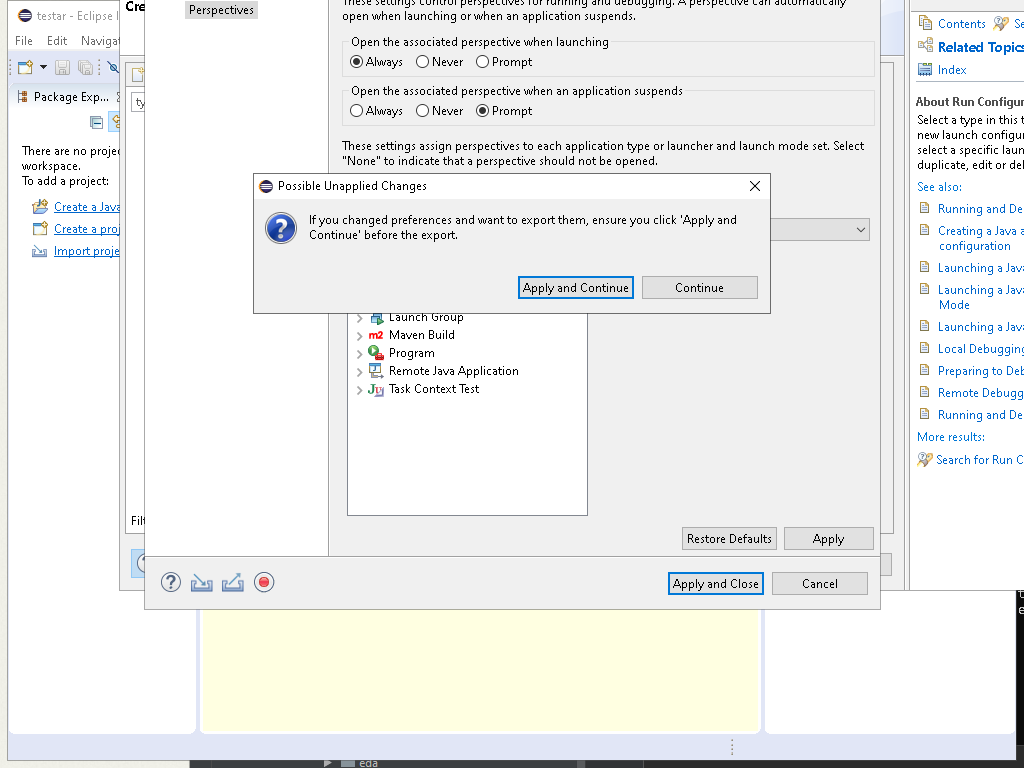 testar - Eclipse I
Cre
Perspectives
These settings control perspectives for running and debugging. A perspective can automatically
open when launching or when an application suspends.
File Edit Navigat
Open the associated perspective when launching
Always Never Prompt
Open the associated perspective when an application suspends
Always Never Prompt
These settings assign perspectives to each application type or launcher and launch mode set. Select
"None" to indicate that a perspective should not be opened.
Package Exp...
ty
There are no proje
workspace.
To add a project:
Create a Java
Create a proj
Import proje
Possible Unapplied Changes
If you changed preferences and want to export them, ensure you click 'Apply and
Continue' before the export.
Apply and Continue Continue
Launch Group
Maven Build
Program
Remote Java Application
Task Context Test
Filt
Restore Defaults Apply
Apply and Close Cancel
Contents Se
Related Topics
Index
About Run Configur
Select a type in this t
new launch configur
select a specific laun
duplicate, edit or del
See also:
Running and De
Creating a Java a
configuration
Launching a Java
Launching a Java
Mode
Launching a Java
Local Debugging
Preparing to Deb
Remote Debugg
Running and De
More results:
Search for Run C
eda